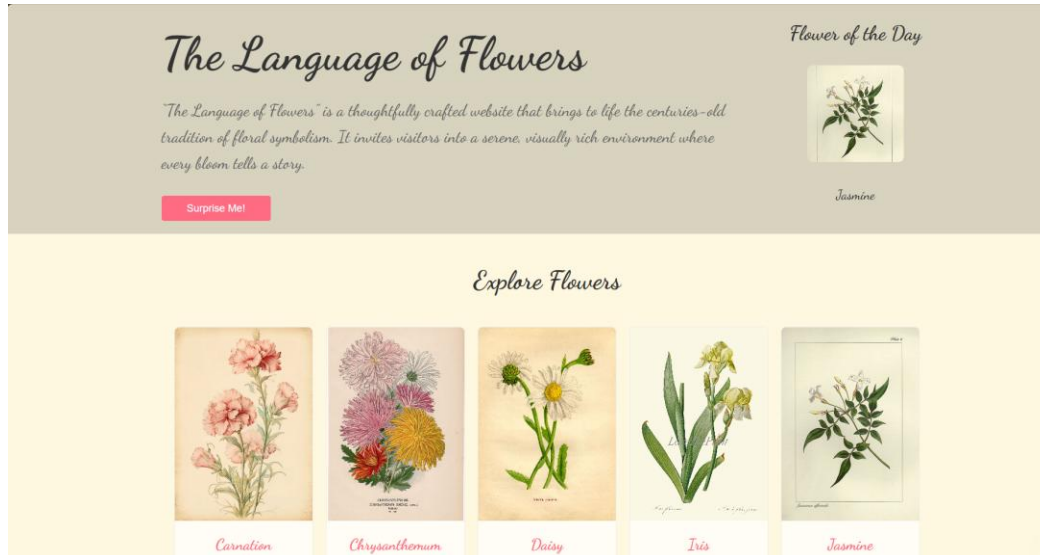 The Language of Flowers
"The Language of Flowers" is a thoughtfully crafted website that brings to life the centuries-old
tradition of floral symbolism. It invites visitors into a serene, visually rich environment where
every bloom tells a story.
Surprise Me!
Flower of the Day
Jasmine
Explore Flowers
Carnation
Chrysanthemum
Daisy
Iris
Jasmine